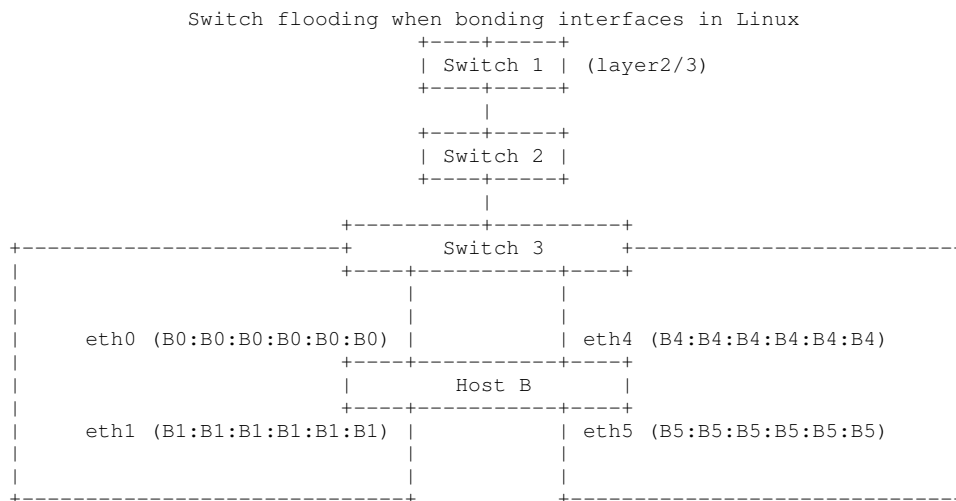 Switch flooding when bonding interfaces in Linux
Switch 1 (layer2/3)
Switch 2
Switch 3
eth0 (B0:B0:B0:B0:B0:B0) eth4 (B4:B4:B4:B4:B4:B4)
Host B
eth1 (B1:B1:B1:B1:B1:B1) eth5 (B5:B5:B5:B5:B5:B5)